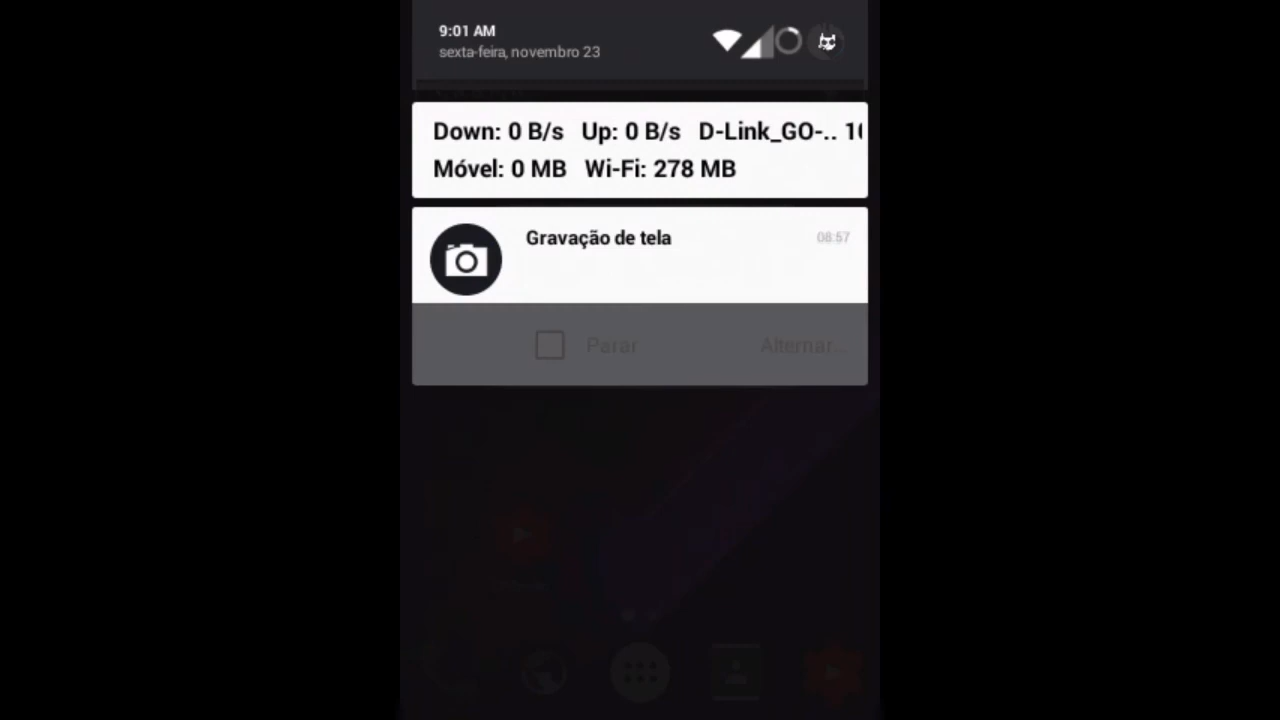 9:01 AM
sexta-feira, novembro 23
Down: 0 B/s Up: 0 B/s D-Link_GO-..
Móvel: 0 MB Wi-Fi: 278 MB
Gravação de tela 08:57
Parar Alternar...